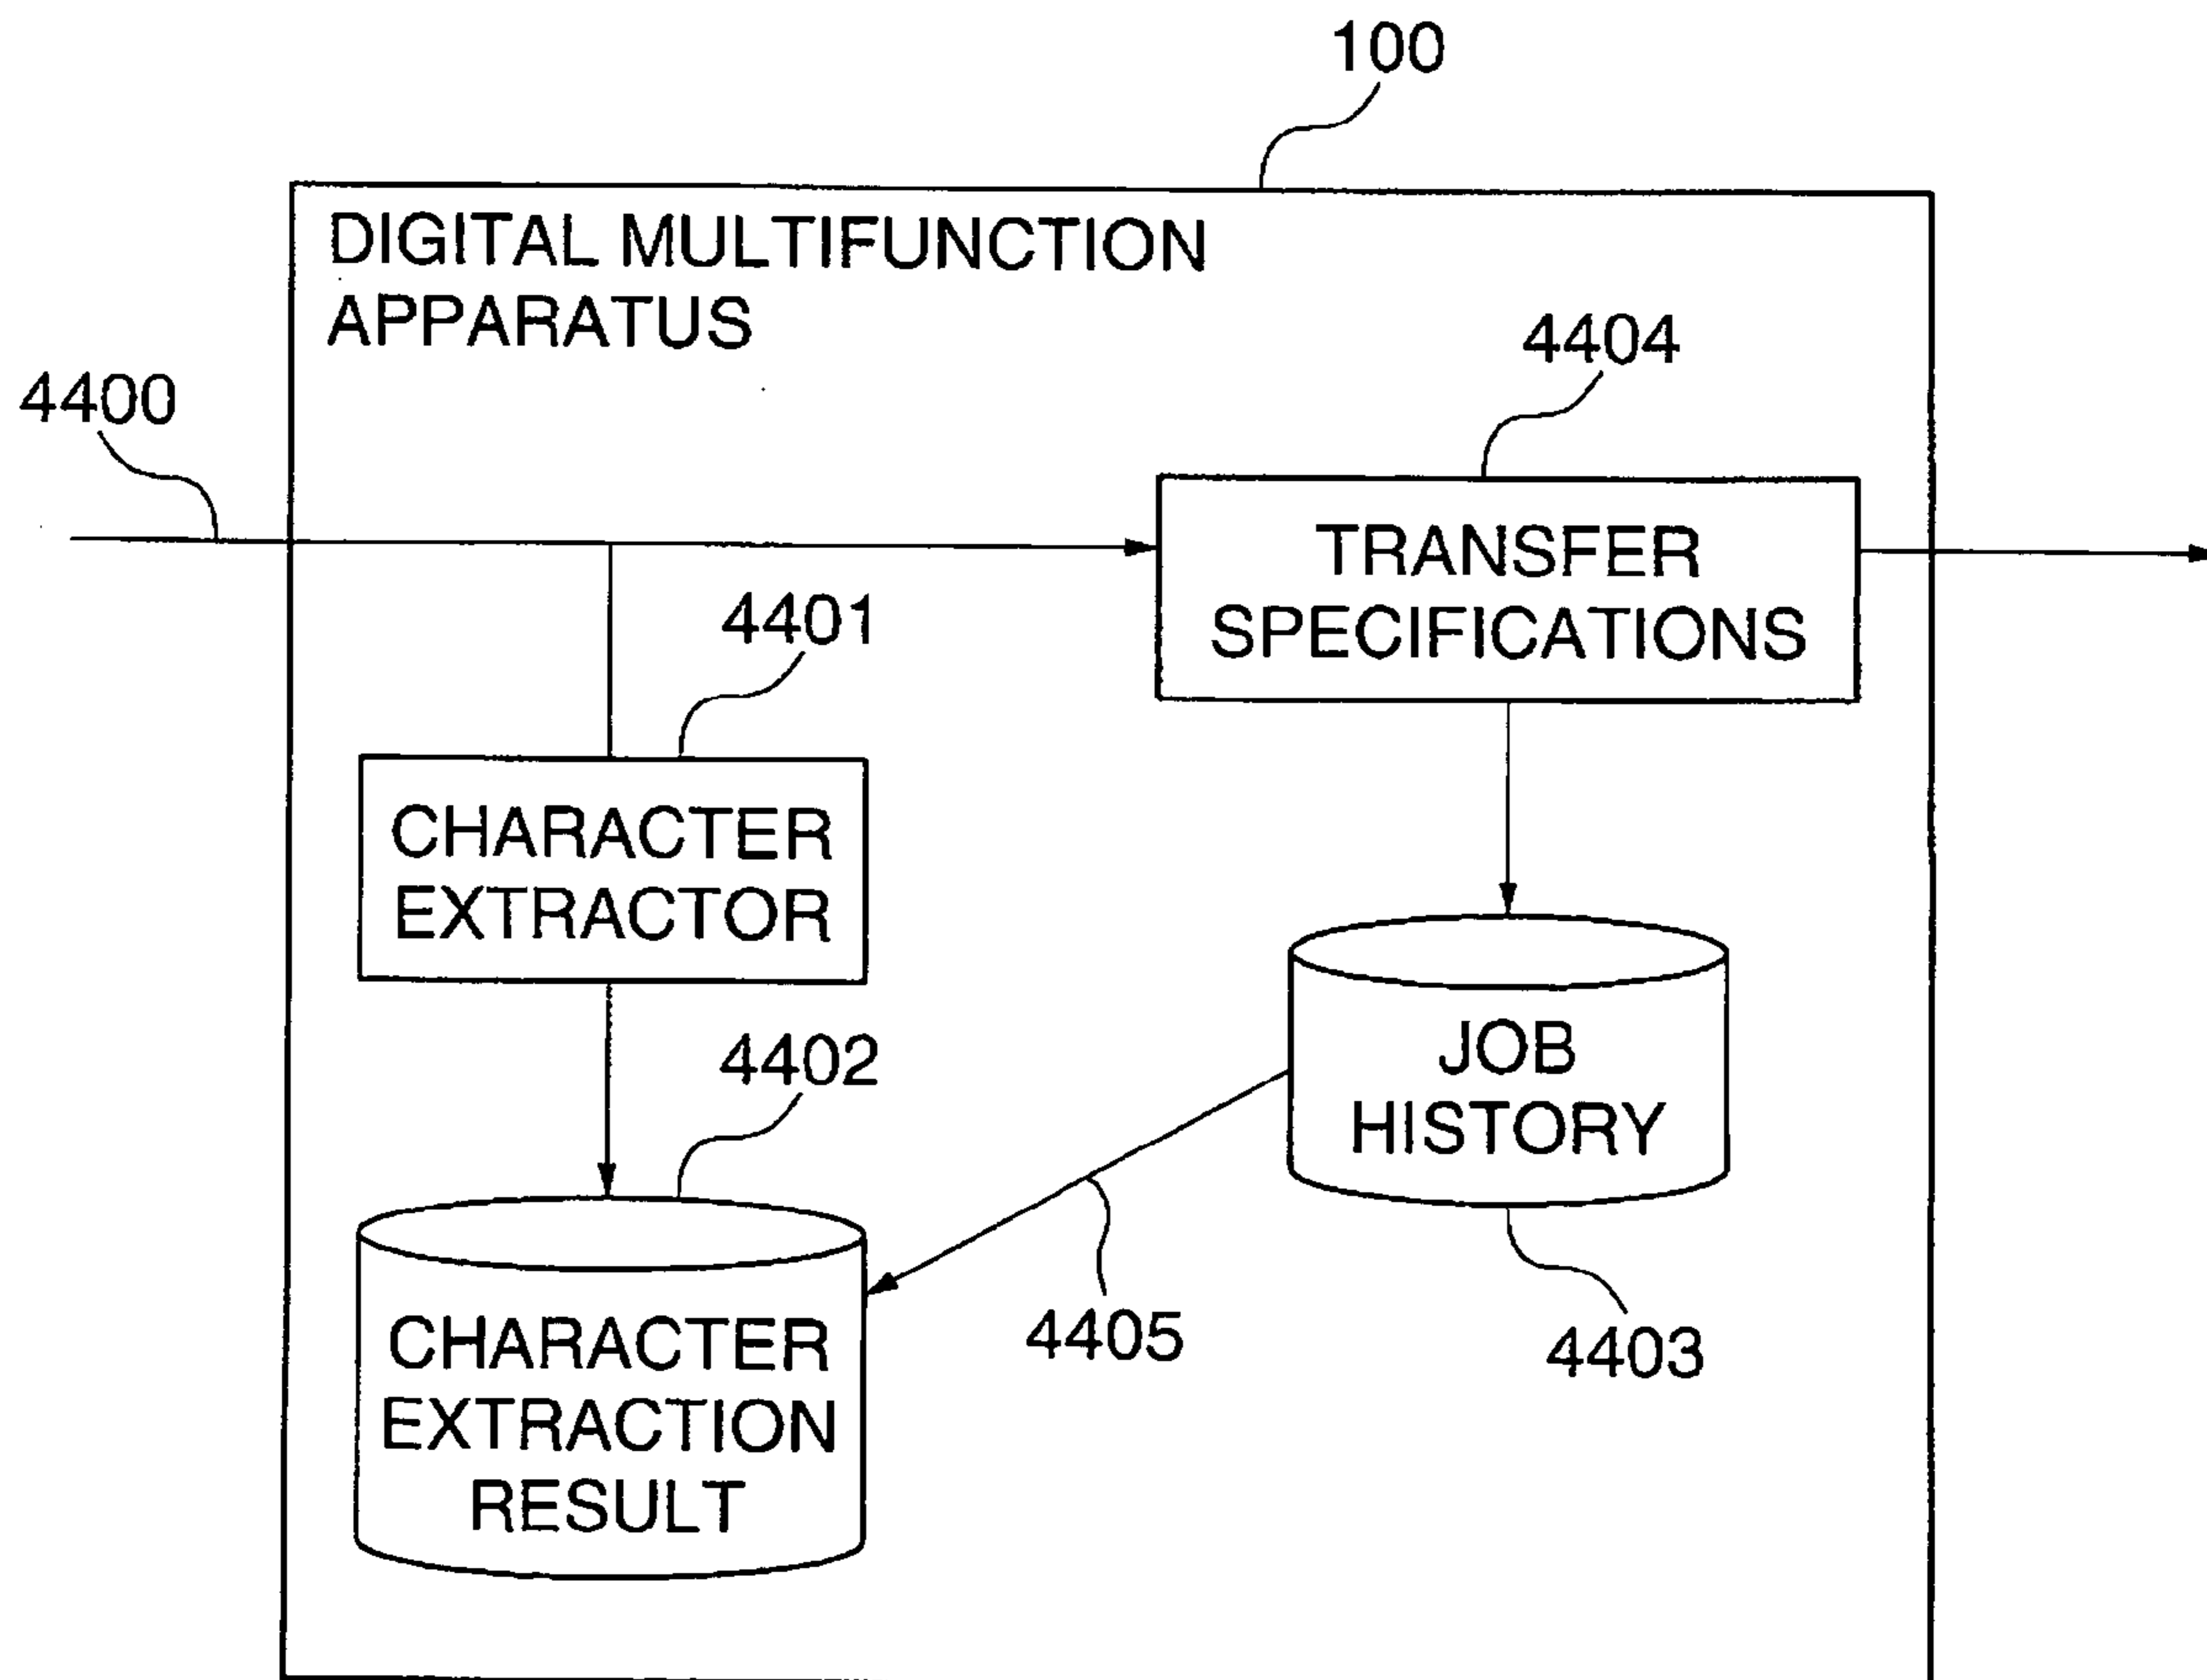 100
DIGITAL MULTIFUNCTION
APPARATUS
4404
4400
TRANSFER
SPECIFICATIONS
4401
CHARACTER
EXTRACTOR
4402
JOB
HISTORY
4405
4403
CHARACTER
EXTRACTION
RESULT